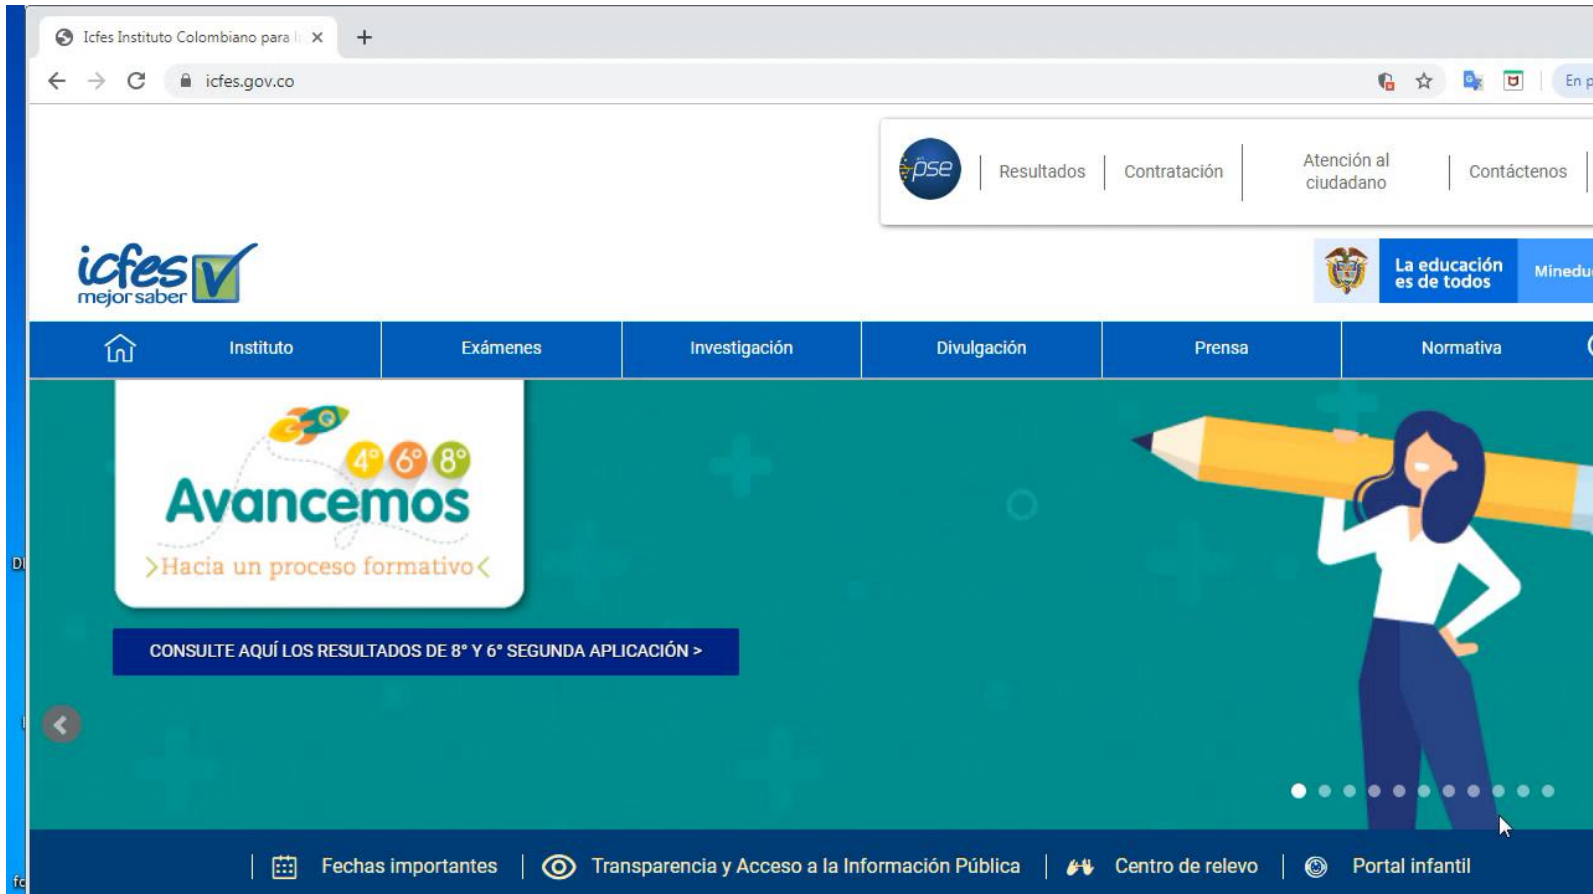 Icfes Instituto Colombiano para l
icfes.gov.co
En p
pse
Resultados
Contratación
Atención al
ciudadano
Contáctenos
icfes
mejor saber
La educación
es de todos
Mineduc
Instituto
Exámenes
Investigación
Divulgación
Prensa
Normativa
4° 6° 8°
Avancemos
>Hacia un proceso formativo<
CONSULTE AQUÍ LOS RESULTADOS DE 8° Y 6° SEGUNDA APLICACIÓN >
Fechas importantes
Transparencia y Acceso a la Información Pública
Centro de relevo
Portal infantil